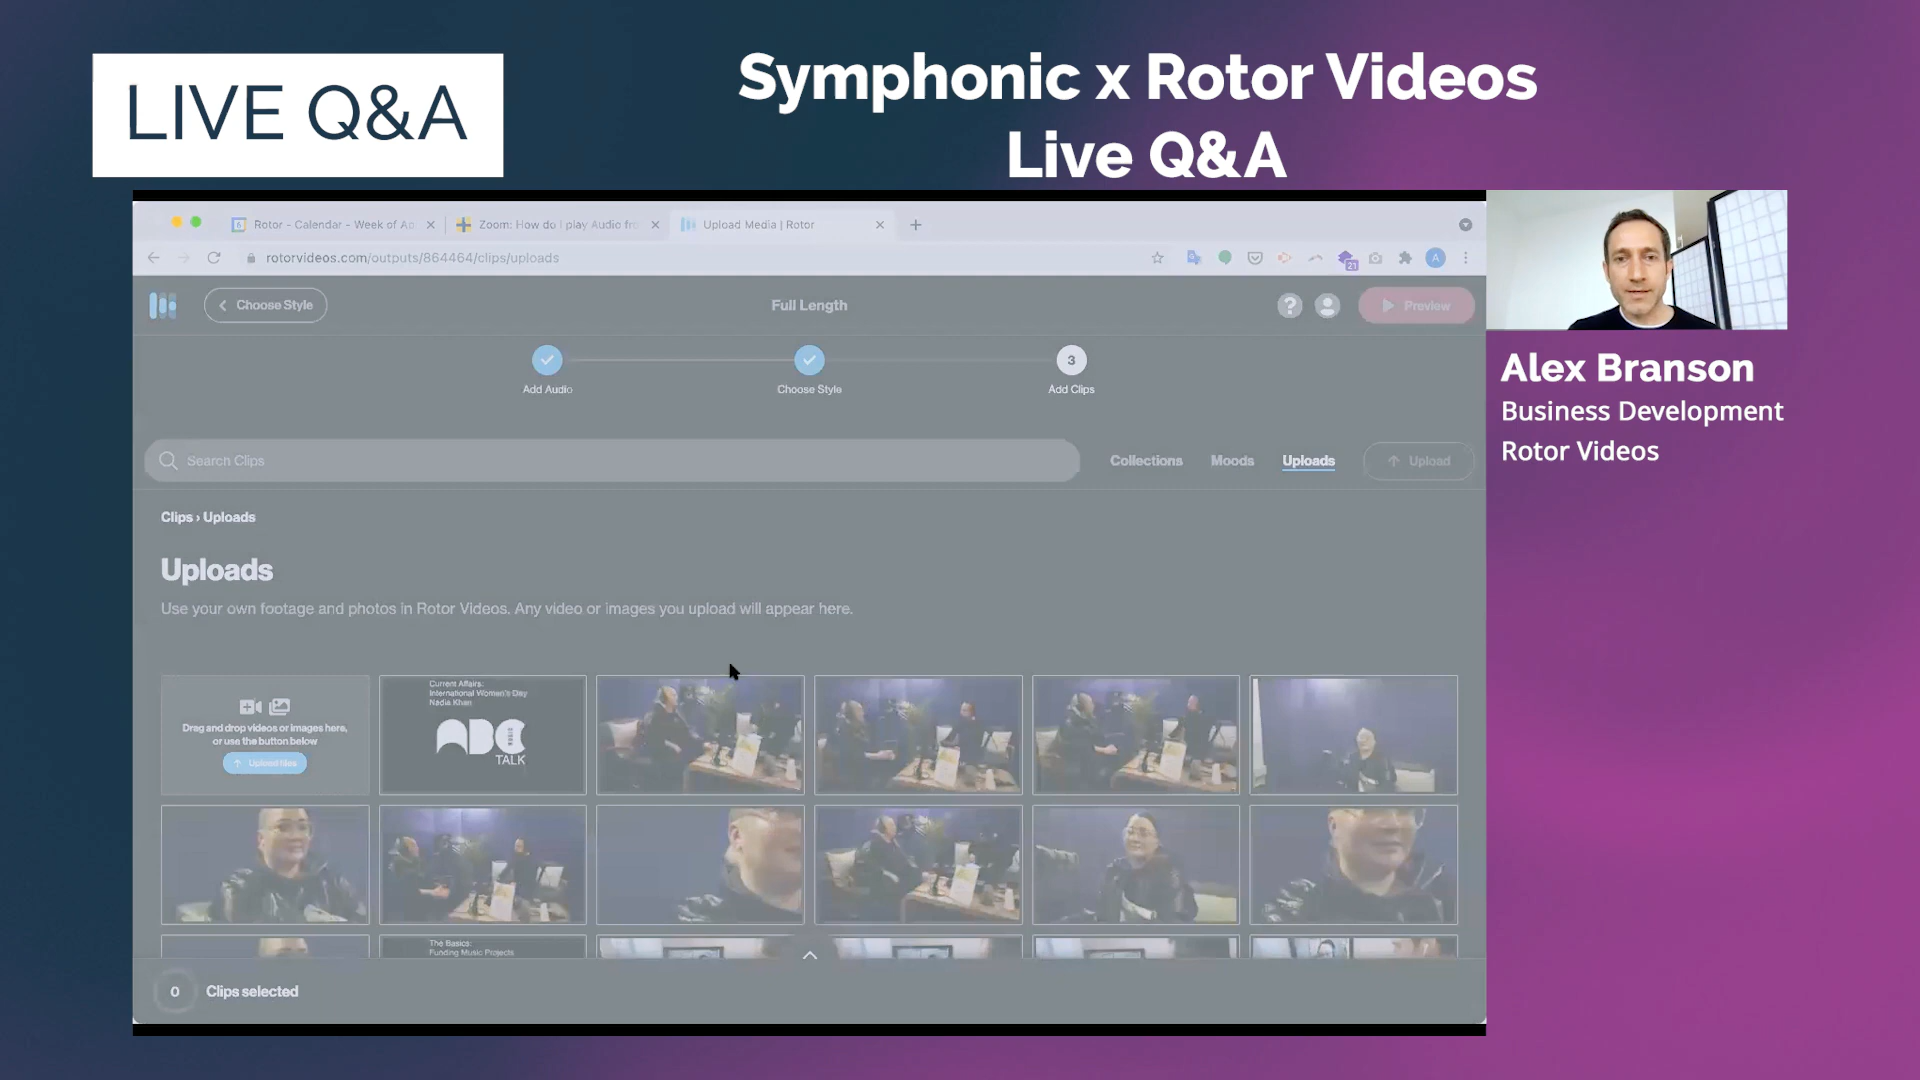 LIVE Q&A
Symphonic x Rotor Videos
Live Q&A
Rotor - Calendar - Week of Ao
Zoom: How do I play Audio fro
Upload Media | Rotor
rotorvideos.com/outputs/864464/clips/uploads
21
A
Choose Style
Full Length
?
Preview
3
Add Audio
Choose Style
Add Clips
Search Clips
Collections
Moods
Uploads
Upload
Clips › Uploads
Uploads
Use your own footage and photos in Rotor Videos. Any video or images you upload will appear here.
Drag and drop videos or images here,
or use the button below
Upload files
Current Affairs:
International Women's Day
Nadia Khan
ABC
TALK
The Basics:
Funding Music Projects
0
Clips selected
Alex Branson
Business Development
Rotor Videos